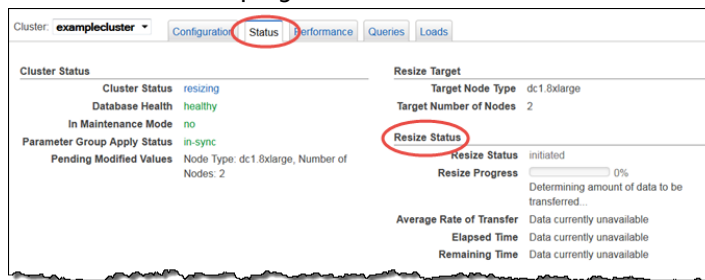 Cluster: examplecluster
Configuration Status Performance Queries Loads
Cluster Status
Cluster Status resizing
Database Health healthy
In Maintenance Mode no
Parameter Group Apply Status in-sync
Pending Modified Values Node Type: dc1.8xlarge, Number of
Nodes: 2
Resize Target
Target Node Type dc1.8xlarge
Target Number of Nodes 2
Resize Status
Resize Status initiated
Resize Progress 0%
Determining amount of data to be
transferred...
Average Rate of Transfer Data currently unavailable
Elapsed Time Data currently unavailable
Remaining Time Data currently unavailable